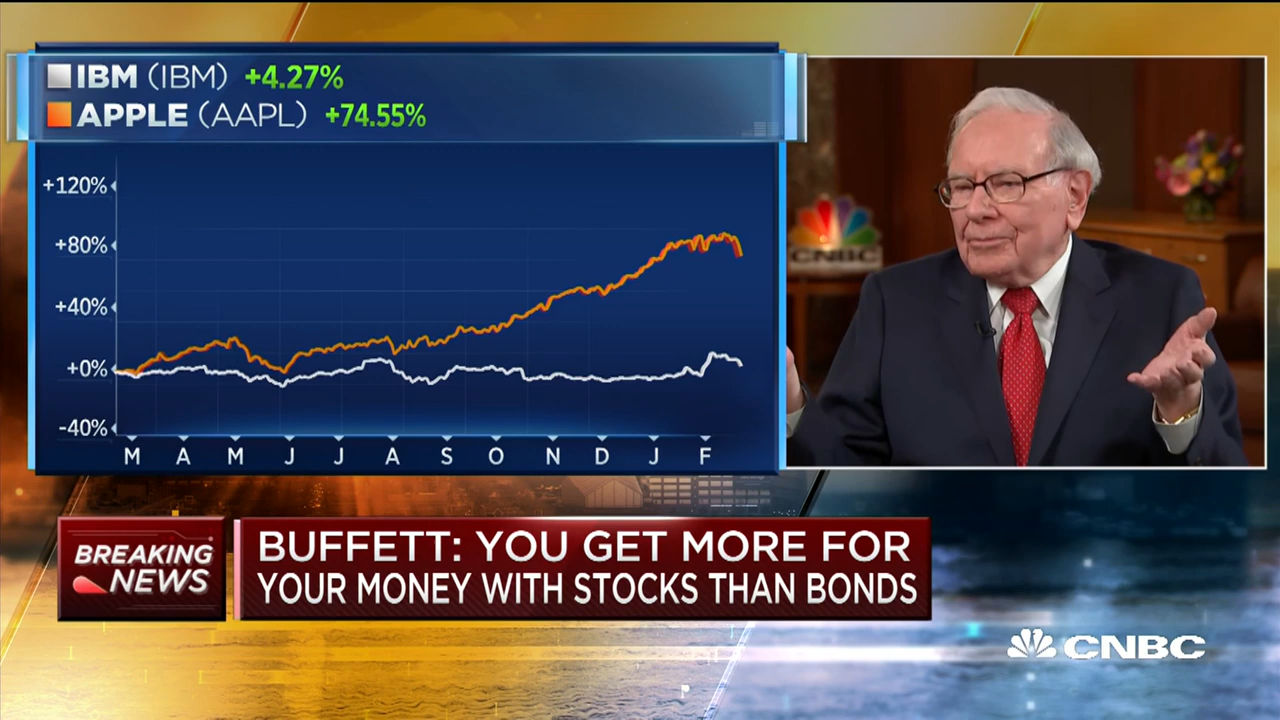 IBM (IBM) +4.27%
APPLE (AAPL) +74.55%
+120%
+80%
+40%
+0%
-40%
M A M J J A S O N D J F
CNBC
BREAKING NEWS
BUFFETT: YOU GET MORE FOR
YOUR MONEY WITH STOCKS THAN BONDS
CNBC